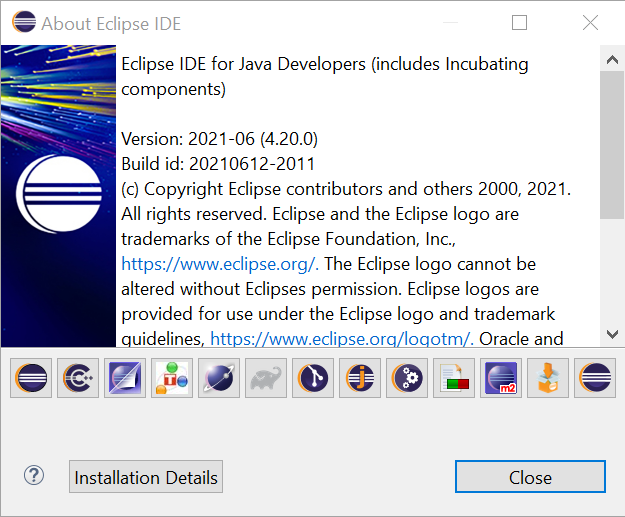 About Eclipse IDE
Eclipse IDE for Java Developers (includes Incubating
components)
Version: 2021-06 (4.20.0)
Build id: 20210612-2011
(c) Copyright Eclipse contributors and others 2000, 2021.
All rights reserved. Eclipse and the Eclipse logo are
trademarks of the Eclipse Foundation, Inc.,
https://www.eclipse.org/. The Eclipse logo cannot be
altered without Eclipses permission. Eclipse logos are
provided for use under the Eclipse logo and trademark
guidelines, https://www.eclipse.org/logotm/. Oracle and
C++
T
j
m2
?
Installation Details
Close